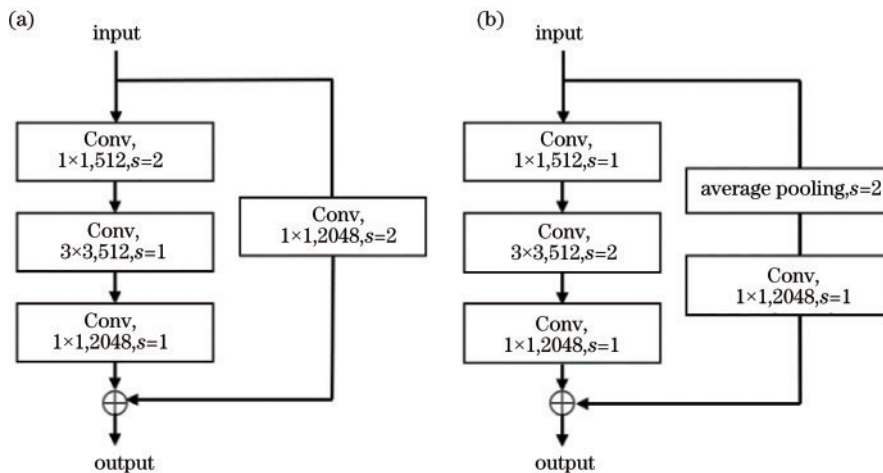 (a)
input
Conv,
1×1,512,s=2
Conv,
3×3,512,s=1
Conv,
1×1,2048,s=1
Conv,
1×1,2048,s=2
output
(b)
input
Conv,
1×1,512,s=1
Conv,
3×3,512,s=2
Conv,
1×1,2048,s=1
average pooling,s=2
Conv,
1×1,2048,s=1
output